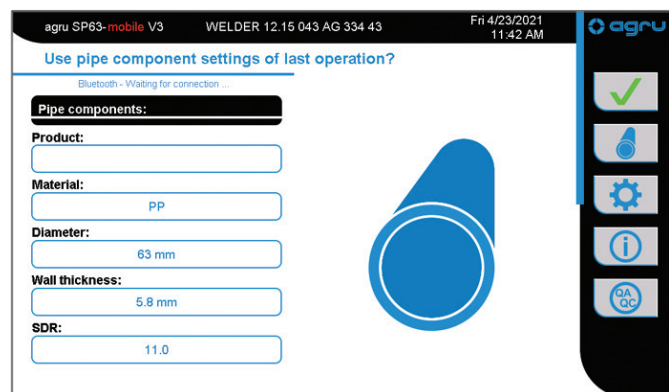 agru SP63-mobile V3
WELDER 12.15 043 AG 334 43
Fri 4/23/2021
11:42 AM
agru
Use pipe component settings of last operation?
Bluetooth - Waiting for connection ...
Pipe components:
Product:
Material:
PP
Diameter:
63 mm
Wall thickness:
5.8 mm
SDR:
11.0
i
QA
QC